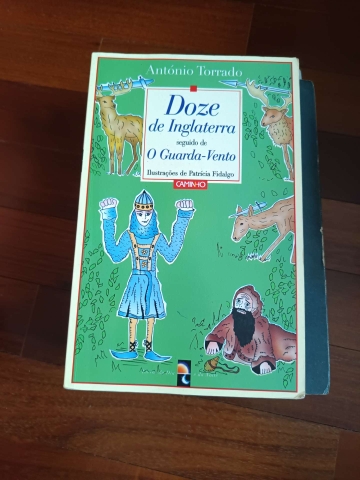 António Torrado
Doze
de Inglaterra
seguido de
O Guarda-Vento
Ilustrações de Patrícia Fidalgo
CAMINHO